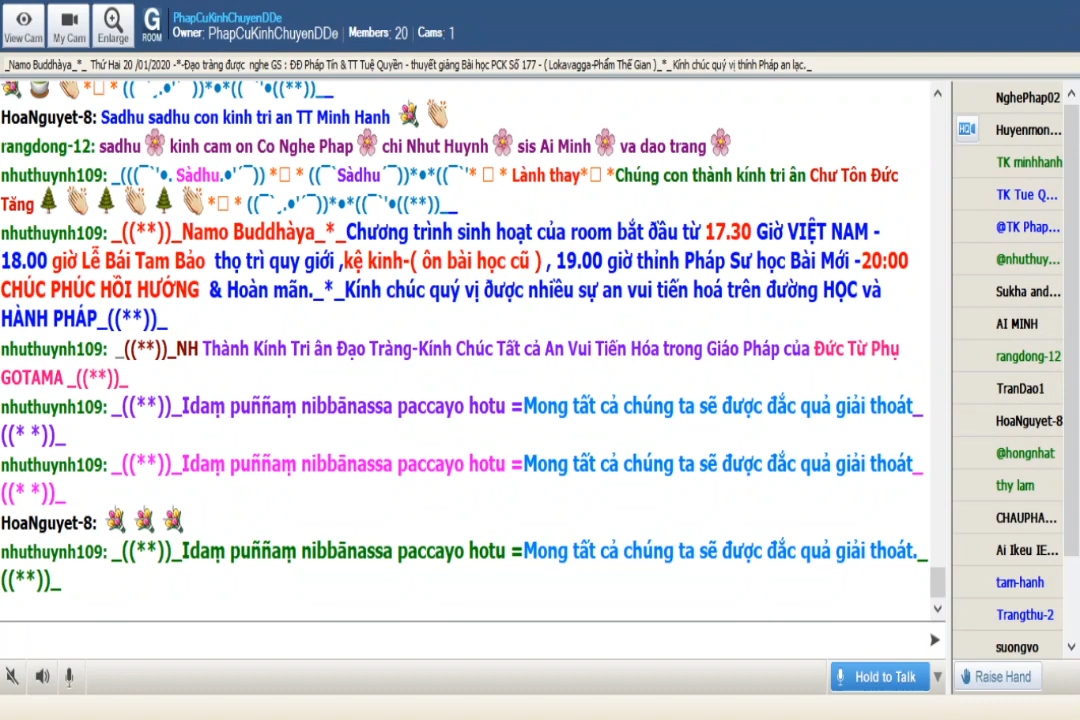 View Cam
My Cam
Enlarge
G
ROOM
PhapCuKinhChuyenDDe
Owner: PhapCuKinhChuyenDDe | Members: 20 | Cams: 1
_Namo Buddhàya_*_ Thứ Hai 20 /01/2020 -*-Đạo tràng được nghe GS : ĐĐ Pháp Tín & TT Tuệ Quyền - thuyết giảng Bài học PCK Số 177 - ( Lokavagga-Phẩm Thế Gian )_*_ Kính chúc quý vị thính Pháp an lạc._
HoaNguyet-8: Sadhu sadhu con kinh tri an TT Minh Hanh
rangdong-12: sadhu kinh cam on Co Nghe Phap chi Nhut Huynh sis Ai Minh va dao trang
nhuthuynh109: _(((¯`'•. Sàdhu.•'´¯)) *□ * ((¯`Sàdhu´¯))*•*((¯`'* □ * Lành thay*□ *Chúng con thành kính tri ân Chư Tôn Đức
Tăng *□ * ((¯`¸.•'´¯))*•*((¯`'•((**))__
nhuthuynh109: _((**))_Namo Buddhàya_*_Chương trình sinh hoạt của room bắt đầu từ 17.30 Giờ VIỆT NAM -
18.00 giờ Lễ Bái Tam Bảo thọ trì quy giới ,kệ kinh-( ôn bài học cũ ) , 19.00 giờ thỉnh Pháp Sư học Bài Mới -20:00
CHÚC PHÚC HỒI HƯỚNG & Hoàn mãn._*_Kính chúc quý vị được nhiều sự an vui tiến hoá trên đường HỌC và
HÀNH PHÁP_((**))_
nhuthuynh109: _((**))_NH Thành Kính Tri ân Đạo Tràng-Kính Chúc Tất cả An Vui Tiến Hóa trong Giáo Pháp của Đức Từ Phụ
GOTAMA _((**))_
nhuthuynh109: _((**))_Idaṃ puññaṃ nibbānassa paccayo hotu =Mong tất cả chúng ta sẽ được đắc quả giải thoát_
((* *))_
nhuthuynh109: _((**))_Idaṃ puññaṃ nibbānassa paccayo hotu =Mong tất cả chúng ta sẽ được đắc quả giải thoát_
((* *))_
HoaNguyet-8:
nhuthuynh109: _((**))_Idaṃ puññaṃ nibbānassa paccayo hotu =Mong tất cả chúng ta sẽ được đắc quả giải thoát._
((**))_
Hold to Talk
NghePhap02
HD
Huyenmon...
TK minhhanh
TK Tue Q...
@TK Phap...
@nhuthuy...
Sukha and...
AI MINH
rangdong-12
TranDao1
HoaNguyet-8
@hongnhat
thy lam
CHAUPHA...
Ai Ikeu IE...
tam-hanh
Trangthu-2
suongvo
Raise Hand